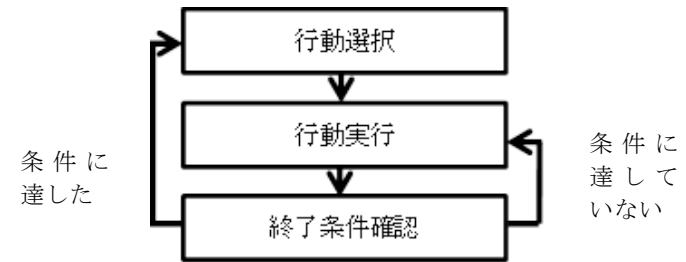 行動選択
行動実行
条件に
達した
条件に
達して
いない
終了条件確認